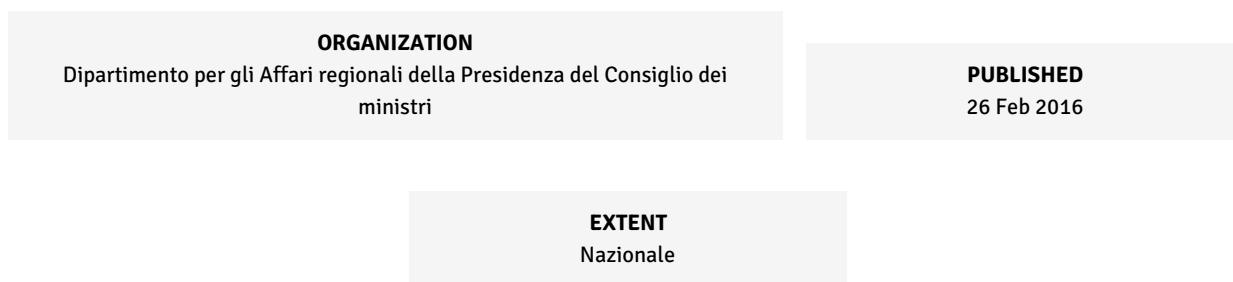 ORGANIZATION
Dipartimento per gli Affari regionali della Presidenza del Consiglio dei
ministri
PUBLISHED
26 Feb 2016
EXTENT
Nazionale